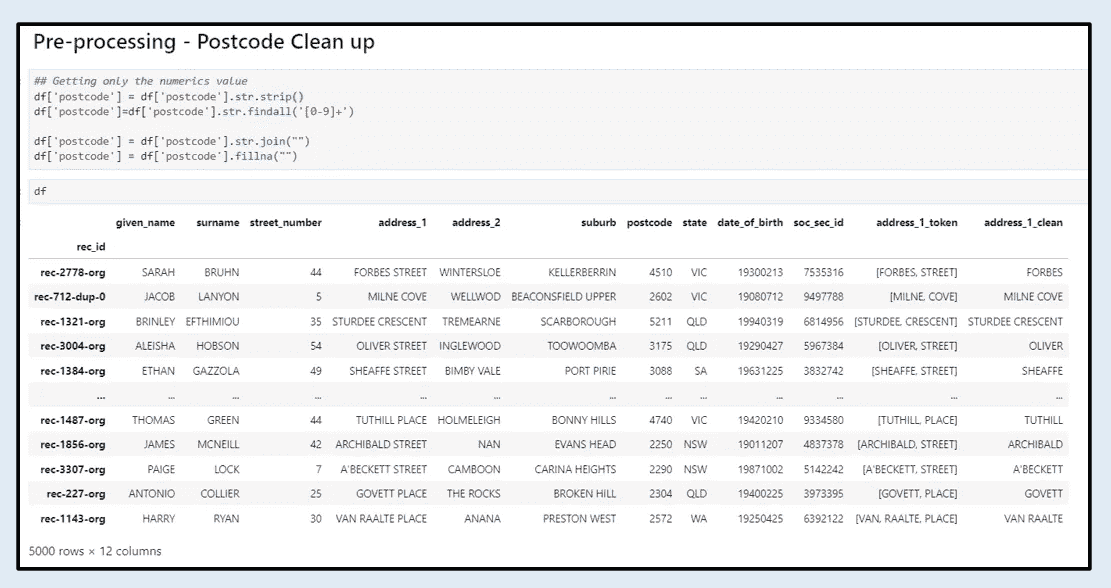 Pre-processing - Postcode Clean up
## Getting only the numerics value
df['postcode'] = df['postcode'].str.strip()
df['postcode']=df['postcode'].str.findall('[0-9]+')
df['postcode'] = df['postcode'].str.join("")
df['postcode'] = df['postcode'].fillna("")
df
given_name surname street_number address_1 address_2 suburb postcode state date_of_birth soc_sec_id address_1_token address_1_clean
rec_id
rec-2778-org SARAH BRUHN 44 FORBES STREET WINTERSLOE KELLERBERRIN 4510 VIC 19300213 7535316 [FORBES, STREET] FORBES
rec-712-dup-0 JACOB LANYON 5 MILNE COVE WELLWOD BEACONSFIELD UPPER 2602 VIC 19080712 9497788 [MILNE, COVE] MILNE COVE
rec-1321-org BRINLEY EFTHIMIOU 35 STURDEE CRESCENT TREMEARNE SCARBOROUGH 5211 QLD 19940319 6814956 [STURDEE, CRESCENT] STURDEE CRESCENT
rec-3004-org ALEISHA HOBSON 54 OLIVER STREET INGLEWOOD TOOWOOMBA 3175 QLD 19290427 5967384 [OLIVER, STREET] OLIVER
rec-1384-org ETHAN GAZZOLA 49 SHEAFFE STREET BIMBY VALE PORT PIRIE 3088 SA 19631225 3832742 [SHEAFFE, STREET] SHEAFFE
... ... ... ... ... ... ... ... ... ... ... ... ...
rec-1487-org THOMAS GREEN 44 TUTHILL PLACE HOLMELEIGH BONNY HILLS 4740 VIC 19420210 9334580 [TUTHILL, PLACE] TUTHILL
rec-1856-org JAMES MCNEILL 42 ARCHIBALD STREET NAN EVANS HEAD 2250 NSW 19011207 4837378 [ARCHIBALD, STREET] ARCHIBALD
rec-3307-org PAIGE LOCK 7 A'BECKETT STREET CAMBOON CARINA HEIGHTS 2290 NSW 19871002 5142242 [A'BECKETT, STREET] A'BECKETT
rec-227-org ANTONIO COLLIER 25 GOVETT PLACE THE ROCKS BROKEN HILL 2304 QLD 19400225 3973395 [GOVETT, PLACE] GOVETT
rec-1143-org HARRY RYAN 30 VAN RAALTE PLACE ANANA PRESTON WEST 2572 WA 19250425 6392122 [VAN, RAALTE, PLACE] VAN RAALTE
5000 rows × 12 columns